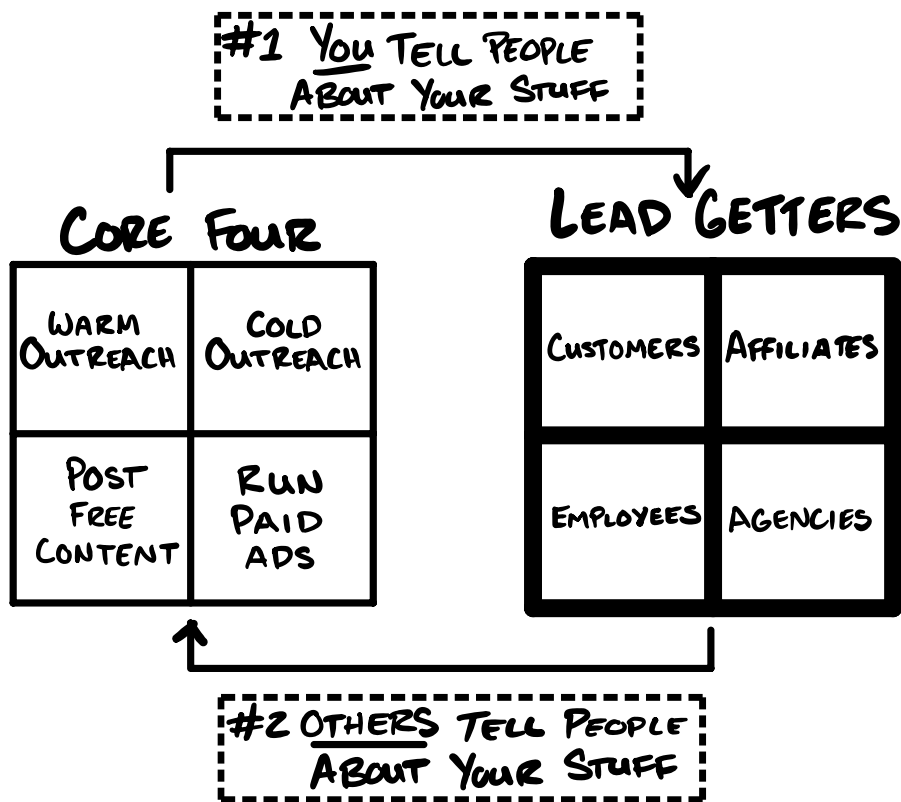 #1 You Tell People
About Your Stuff
Core Four
Lead Getters
Warm
Outreach
Cold
Outreach
Post
Free
Content
Run
Paid
Ads
Customers
Affiliates
Employees
Agencies
#2 Others Tell People
About Your Stuff